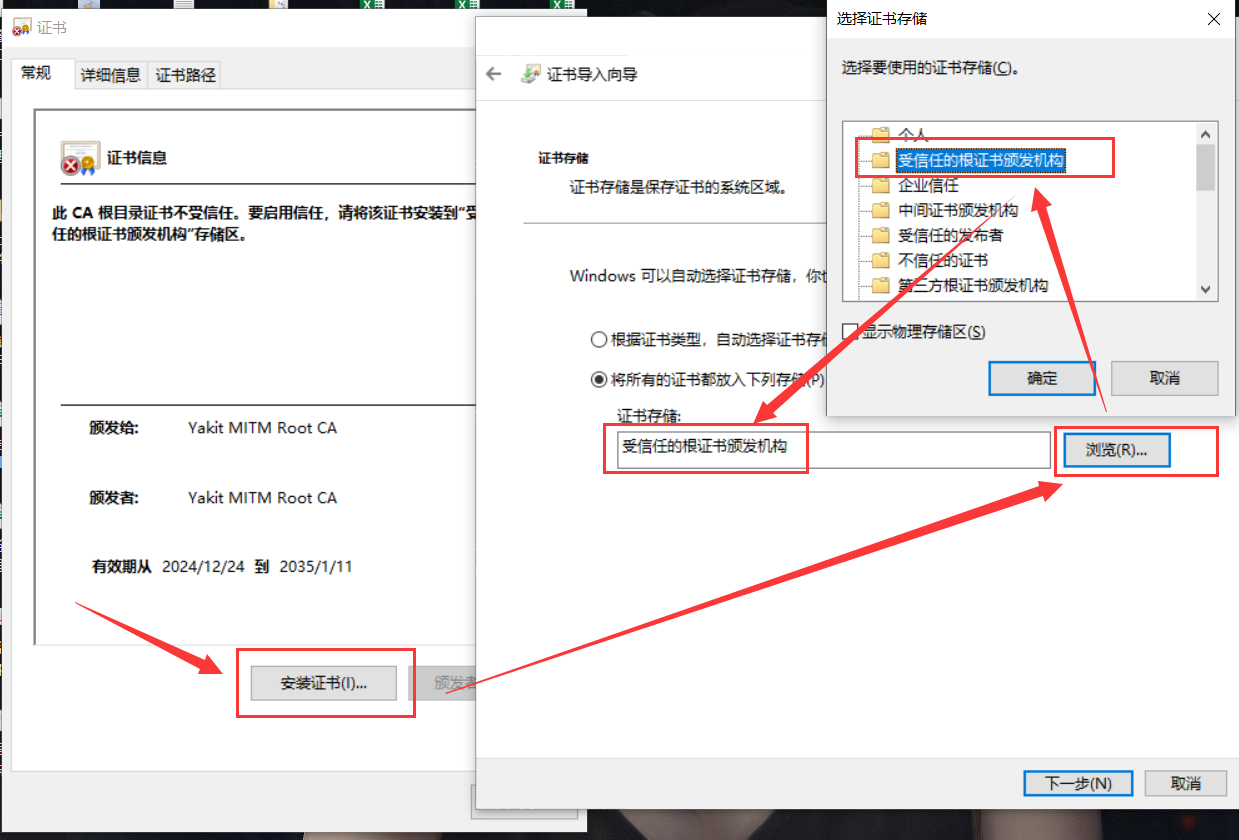 证书
常规
详细信息
证书路径
证书信息
此 CA 根目录证书不受信任。要启用信任，请将该证书安装到"受
任的根证书颁发机构"存储区。
颁发给:
Yakit MITM Root CA
颁发者:
Yakit MITM Root CA
有效期从 2024/12/24 到 2035/1/11
安装证书(I)...
颁发者
证书导入向导
证书存储
证书存储是保存证书的系统区域。
Windows 可以自动选择证书存储，你
根据证书类型，自动选择证书存
将所有的证书都放入下列存储(P)
证书存储:
受信任的根证书颁发机构
浏览(R)...
下一步(N)
取消
选择证书存储
选择要使用的证书存储(C)。
个人
受信任的根证书颁发机构
企业信任
中间证书颁发机构
受信任的发布者
不信任的证书
第三方根证书颁发机构
显示物理存储区(S)
确定
取消